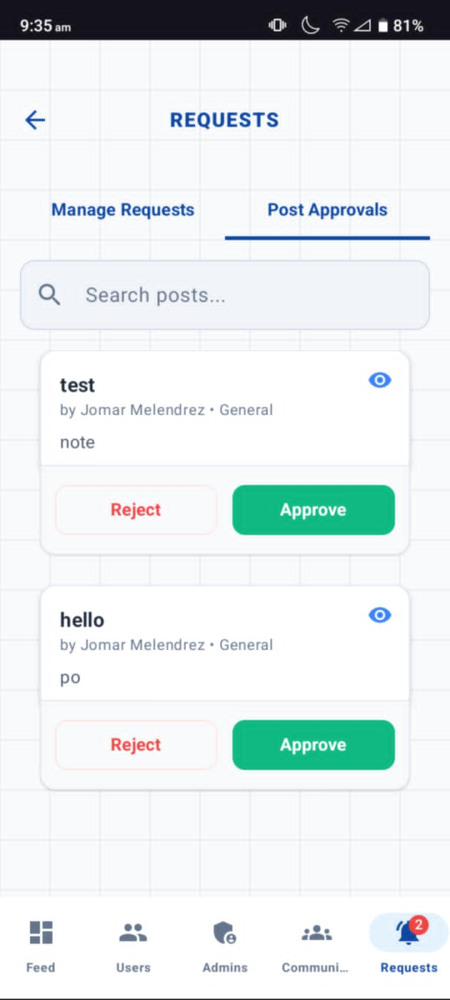 9:35 am 81%
REQUESTS
Manage Requests Post Approvals
Search posts...
test
by Jomar Melendrez • General
note
Reject Approve
hello
by Jomar Melendrez • General
po
Reject Approve
2
Feed Users Admins Communi... Requests